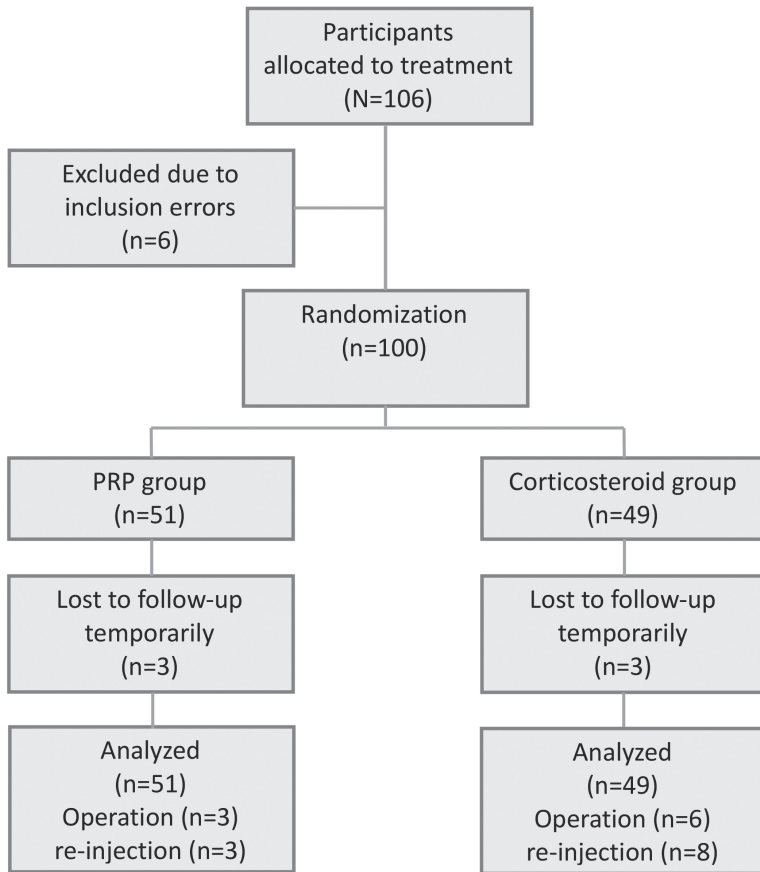 Participants
allocated to treatment
(N=106)
Excluded due to
inclusion errors
(n=6)
Randomization
(n=100)
PRP group
(n=51)
Corticosteroid group
(n=49)
Lost to follow-up
temporarily
(n=3)
Lost to follow-up
temporarily
(n=3)
Analyzed
(n=51)
Operation (n=3)
re-injection (n=3)
Analyzed
(n=49)
Operation (n=6)
re-injection (n=8)